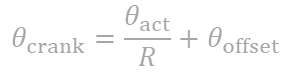 θ_crank = θ_act / R + θ_offset